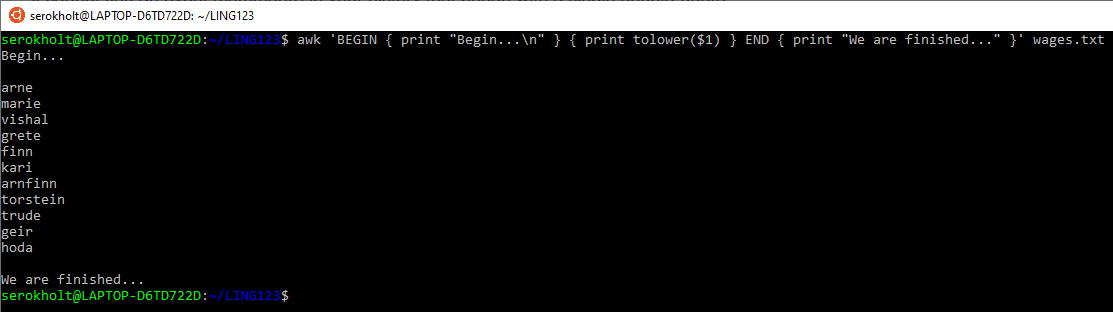 serokholt@LAPTOP-D6TD722D: ~/LING123
serokholt@LAPTOP-D6TD722D:~/LING123$ awk 'BEGIN { print "Begin...\n" } { print tolower($1) } END { print "We are finished..." }' wages.txt
Begin...

arne
marie
vishal
grete
finn
kari
arnfinn
torstein
trude
geir
hoda

We are finished...
serokholt@LAPTOP-D6TD722D:~/LING123$